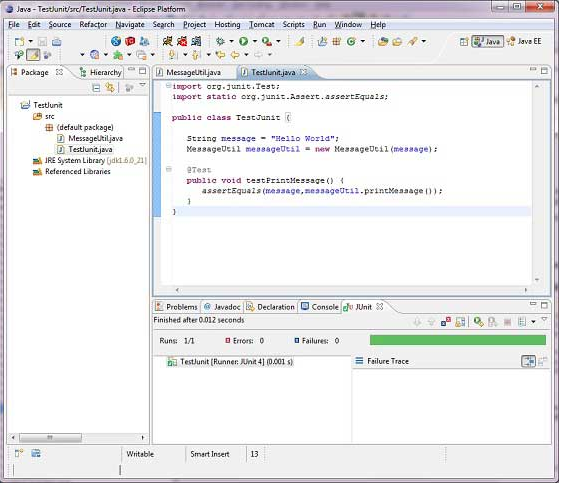 Java - TestJunit/src/TestJunit.java - Eclipse Platform
File Edit Source Refactor Navigate Search Project Hosting Tomcat Scripts Run Window Help
Java Java EE
Package Hierarchy
MessageUtil.java TestJunit.java
TestJunit
src
(default package)
MessageUtil.java
TestJunit.java
JRE System Library [jdk1.6.0_21]
Referenced Libraries
import org.junit.Test;
import static org.junit.Assert.assertEquals;
public class TestJunit {
String message = "Hello World";
MessageUtil messageUtil = new MessageUtil(message);
@Test
public void testPrintMessage() {
assertEquals(message,messageUtil.printMessage());
}
}
Problems Javadoc Declaration Console JUnit
Finished after 0.012 seconds
Runs: 1/1 Errors: 0 Failures: 0
TestJunit [Runner: JUnit 4] (0.001 s)
Failure Trace
Writable Smart Insert 13